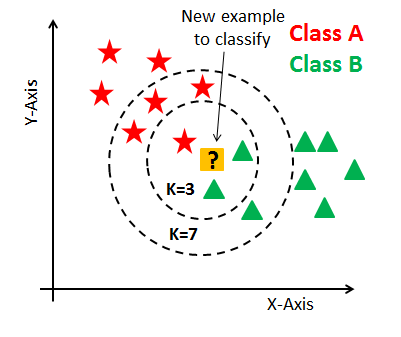 New example
to classify
Class A
Class B
Y-Axis
?
K=3
K=7
X-Axis